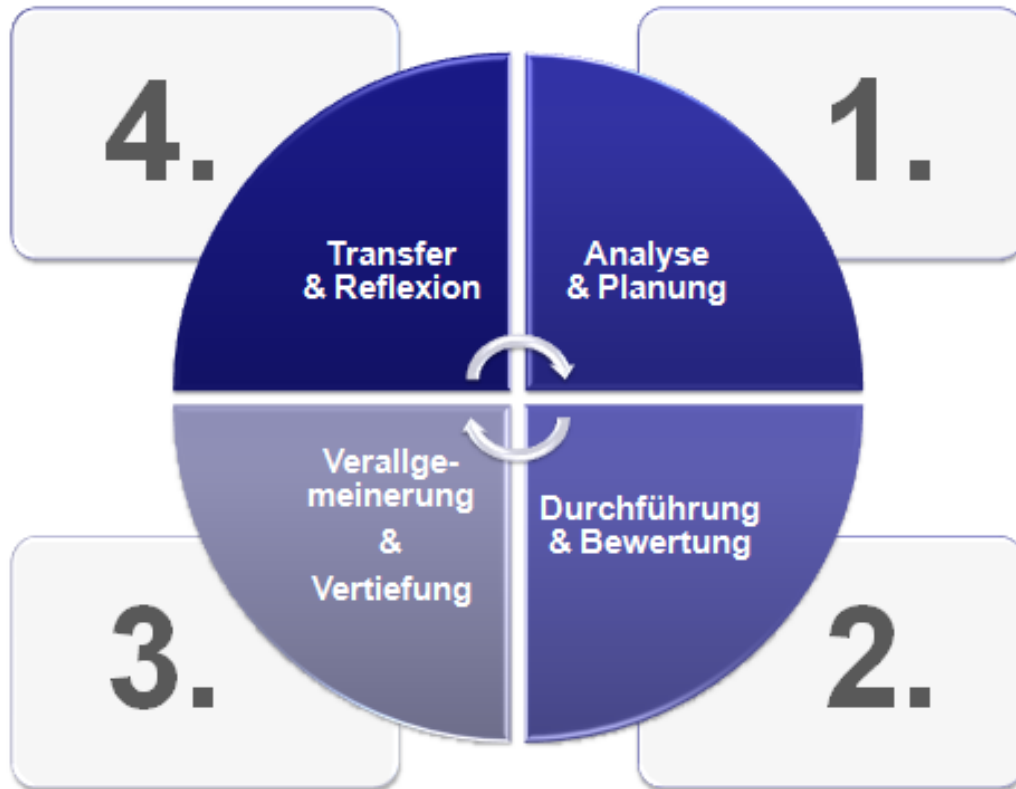 4.
1.
Transfer
& Reflexion
Analyse
& Planung
Verallge-
meinerung
&
Vertiefung
Durchführung
& Bewertung
3.
2.